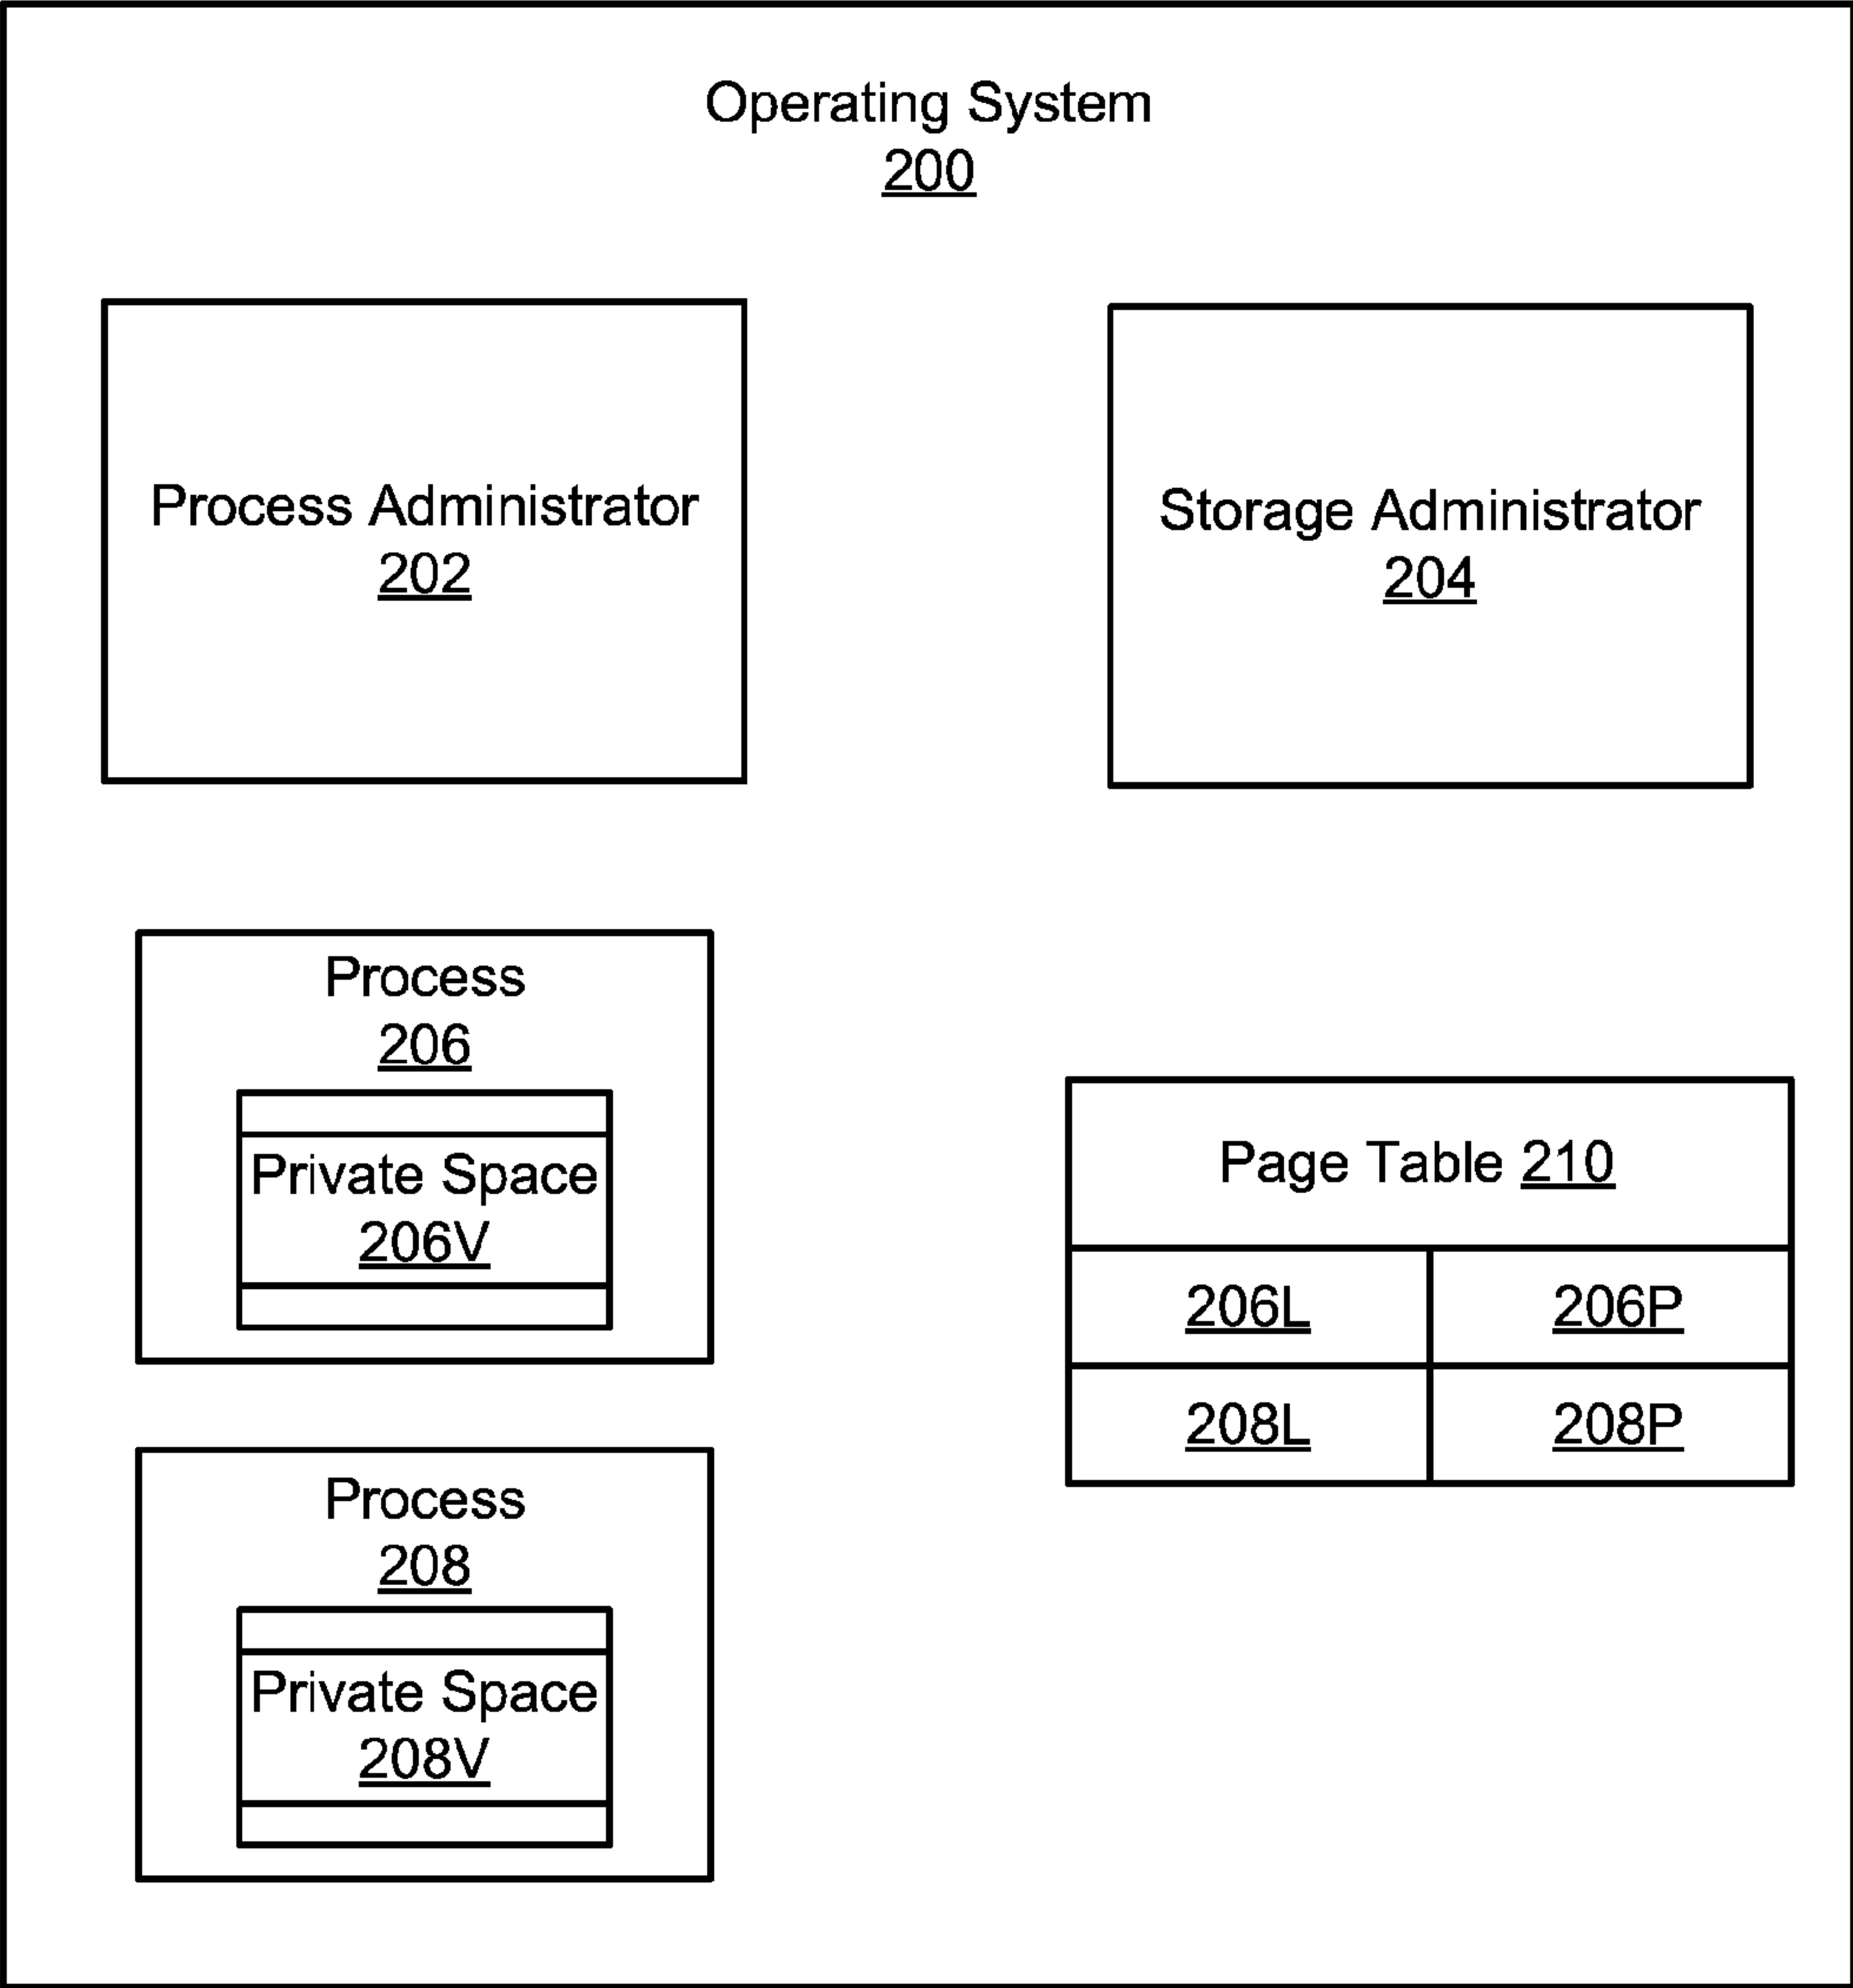 Operating System
200
Process Administrator
202
Storage Administrator
204
Process
206
Private Space
206V
Page Table 210
206L 206P
208L 208P
Process
208
Private Space
208V